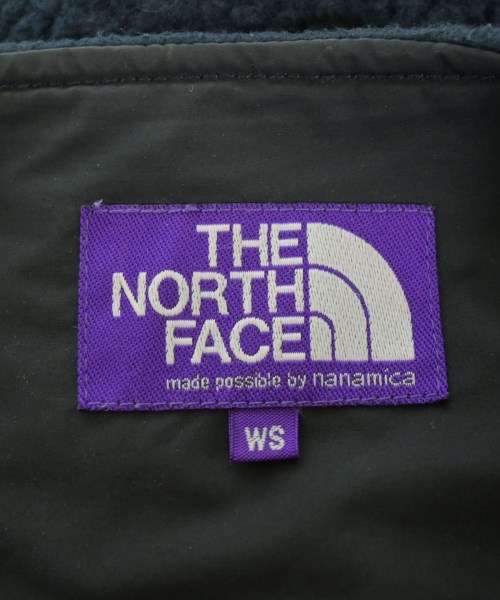 THE
NORTH
FACE
made possible by nanamica
WS